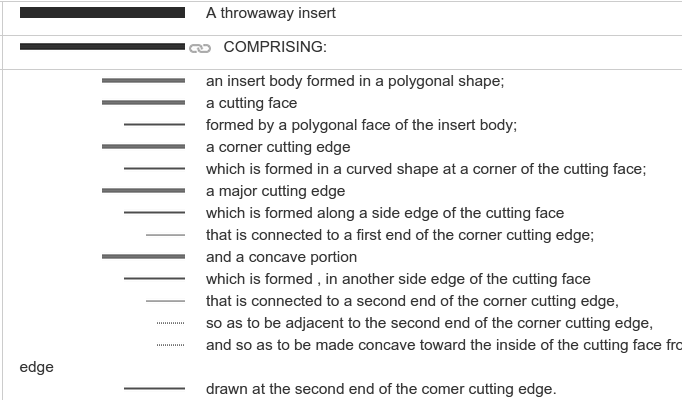 A throwaway insert
COMPRISING:
an insert body formed in a polygonal shape;
a cutting face
formed by a polygonal face of the insert body;
a corner cutting edge
which is formed in a curved shape at a corner of the cutting face;
a major cutting edge
which is formed along a side edge of the cutting face
that is connected to a first end of the corner cutting edge;
and a concave portion
which is formed , in another side edge of the cutting face
that is connected to a second end of the corner cutting edge,
so as to be adjacent to the second end of the corner cutting edge,
and so as to be made concave toward the inside of the cutting face
edge
drawn at the second end of the comer cutting edge.